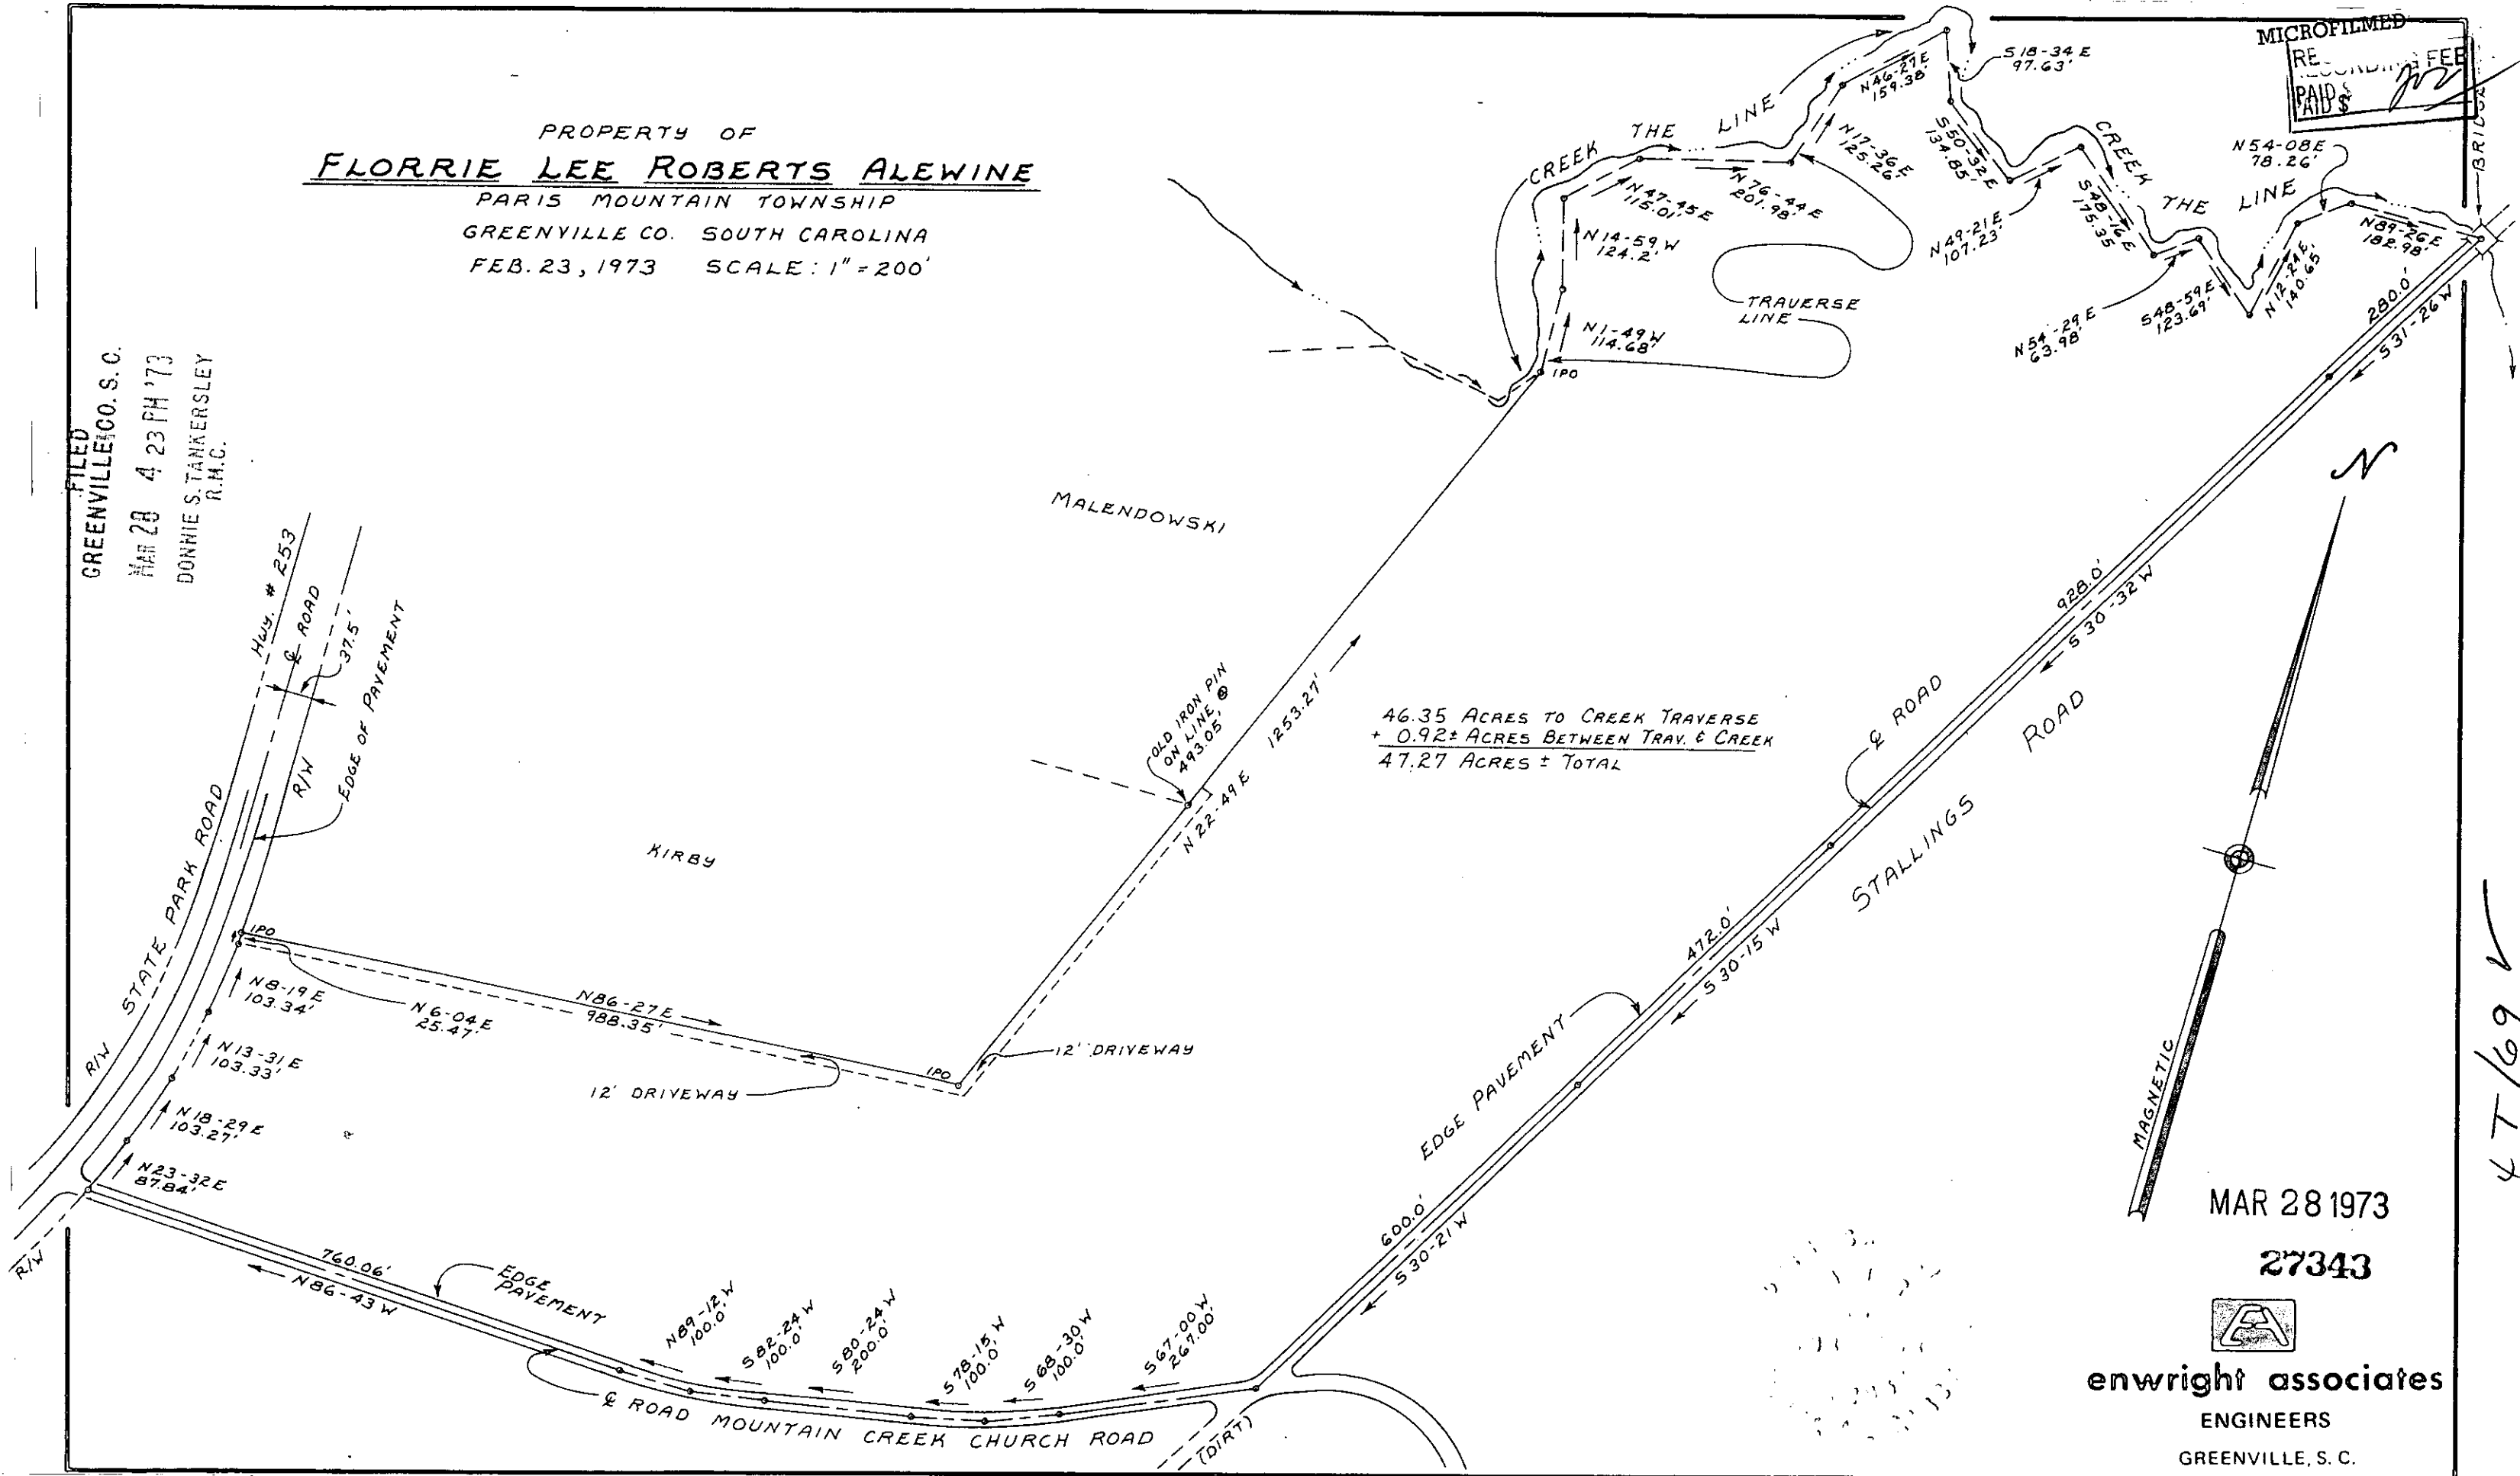 PROPERTY OF
FLORRIE LEE ROBERTS ALEWINE
PARIS MOUNTAIN TOWNSHIP
GREENVILLE CO. SOUTH CAROLINA
FEB. 23, 1973 SCALE: 1" = 200'
MICROFILMED
RECORDING FEE
PAID $
FILED
GREENVILLE CO. S. C.
MAR 28 4 23 PM '73
DONNIE S. TANKERSLEY
R.M.C.
CREEK THE LINE
N46-27E
159.38'
S18-34E
97.63'
N17-36E
125.26'
S50-32E
134.85'
CREEK THE LINE
N54-08E
78.26'
BRIDGE
N47-45E
115.01'
N76-44E
201.98'
N14-59W
124.2'
N49-21E
107.23'
S48-16E
175.35
N89-26E
182.98'
N54-29E
63.98'
S48-59E
123.69'
N12-24E
140.65
TRAVERSE
LINE
N1-49W
114.68'
IPO
280.0'
S31-26W
N
MALENDOWSKI
HWY. # 253
℄ ROAD
37.5'
EDGE OF PAVEMENT
R/W
928.0'
S30-32W
OLD IRON PIN
ON LINE @
493.05'
1253.27'
N22-49E
46.35 ACRES TO CREEK TRAVERSE
+ 0.92± ACRES BETWEEN TRAV. & CREEK
47.27 ACRES ± TOTAL
℄ ROAD
STALLINGS ROAD
STATE PARK ROAD
R/W
KIRBY
IPO
N8-19E
103.34'
N6-04E
25.47'
N86-27E
988.35'
472.0'
S30-15W
N13-31E
103.33'
12' DRIVEWAY
IPO
12' DRIVEWAY
EDGE PAVEMENT
MAGNETIC
N18-29E
103.27'
N23-32E
87.84'
R/W
760.06'
N86-43W
EDGE
PAVEMENT
600.0'
S30-21W
N89-12W
100.0'
S82-24W
100.0'
S80-24W
200.0'
S78-15W
100.0'
S68-30W
100.0'
S67-00W
267.00'
℄ ROAD MOUNTAIN CREEK CHURCH ROAD
(DIRT)
MAR 28 1973
27343
enwright associates
ENGINEERS
GREENVILLE, S. C.
4 T/69